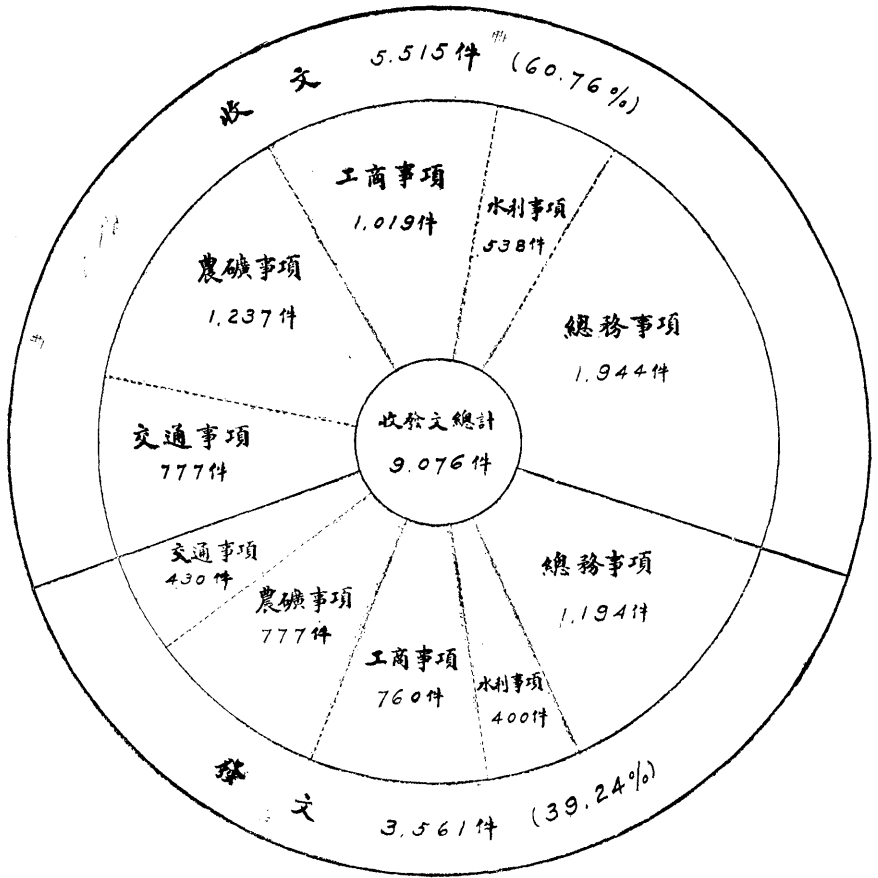 收文 5.515件 (60.76%)
工商事項
1,019件
水利事項
538件
農礦事項
1,237件
總務事項
1.944件
交通事項
777件
收發文總計
9.076件
交通事項
430件
農礦事項
777件
工商事項
760件
水利事項
400件
總務事項
1,194件
發文 3,561件 (39.24%)